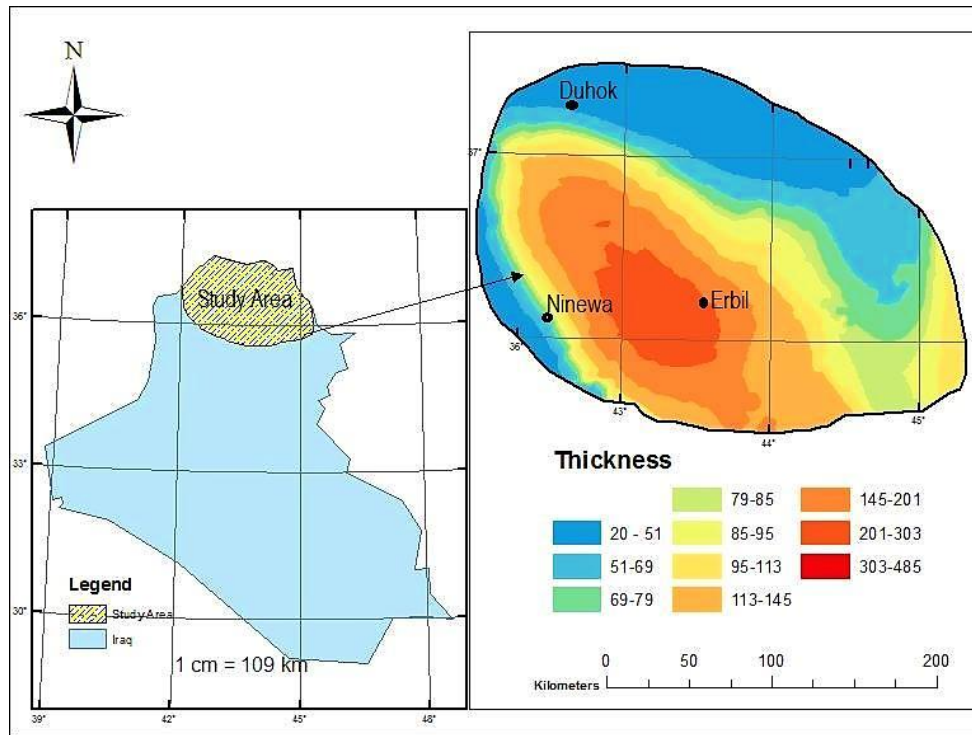 N
Duhok
37°
Study Area
Ninewa
Erbil
36°
36°
43°
44°
45°
Thickness
79-85
145-201
20 - 51
85-95
201-303
51-69
95-113
303-485
69-79
113-145
33°
30°
Legend
Study Area
Iraq
1 cm = 109 km
0 50 100 200
Kilometers
39° 42° 45° 48°